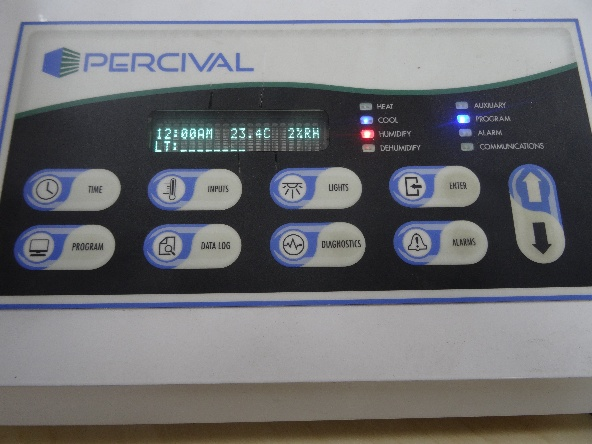 PERCIVAL
12:00AM 23.4C 2%RH
LT:_ _ _ _ _ _ _ _
HEAT
COOL
HUMIDIFY
DEHUMIDIFY
AUXILIARY
PROGRAM
ALARM
COMMUNICATIONS
TIME
INPUTS
LIGHTS
ENTER
PROGRAM
DATA LOG
DIAGNOSTICS
ALARMS